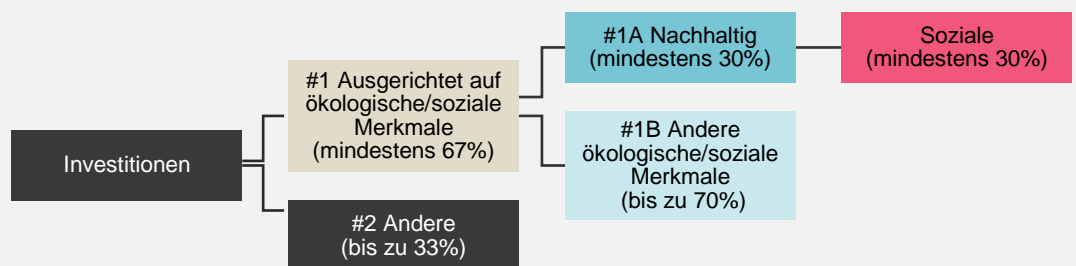 Investitionen
#1 Ausgerichtet auf
ökologische/soziale
Merkmale
(mindestens 67%)
#2 Andere
(bis zu 33%)
#1A Nachhaltig
(mindestens 30%)
#1B Andere
ökologische/soziale
Merkmale
(bis zu 70%)
Soziale
(mindestens 30%)